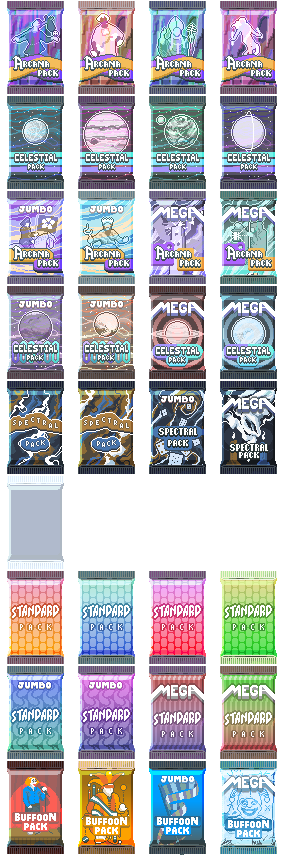 ARCANA PACK ARCANA PACK ARCANA PACK ARCANA PACK
CELESTIAL PACK CELESTIAL PACK CELESTIAL PACK CELESTIAL PACK
JUMBO ARCANA PACK JUMBO ARCANA PACK MEGA ARCANA PACK MEGA ARCANA PACK
JUMBO CELESTIAL PACK JUMBO CELESTIAL PACK MEGA CELESTIAL PACK MEGA CELESTIAL PACK
SPECTRAL PACK SPECTRAL PACK JUMBO SPECTRAL PACK MEGA SPECTRAL PACK
STANDARD PACK STANDARD PACK STANDARD PACK STANDARD PACK
JUMBO STANDARD PACK JUMBO STANDARD PACK MEGA STANDARD PACK MEGA STANDARD PACK
BUFFOON PACK BUFFOON PACK JUMBO BUFFOON PACK MEGA BUFFOON PACK